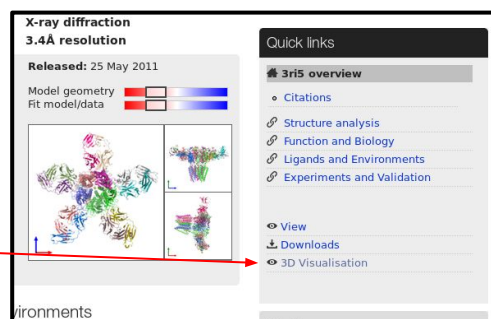 X-ray diffraction
3.4Å resolution
Released: 25 May 2011
Model geometry
Fit model/data
vironments
Quick links
3ri5 overview
Citations
Structure analysis
Function and Biology
Ligands and Environments
Experiments and Validation
View
Downloads
3D Visualisation